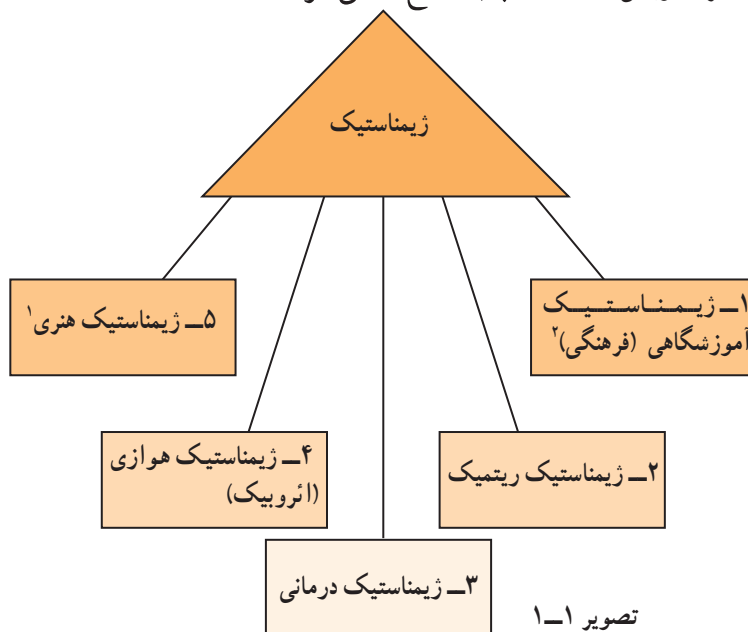 ژیمناستیک
۱ــ ژیـمـنـاسـتـیـک
آموزشگاهی (فرهنگی)۲
۵ــ ژیمناستیک هنری۱
۲ــ ژیمناستیک ریتمیک
۴ــ ژیمناستیک هوازی
(ائروبیک)
۳ــ ژیمناستیک درمانی
تصویر ۱ــ۱